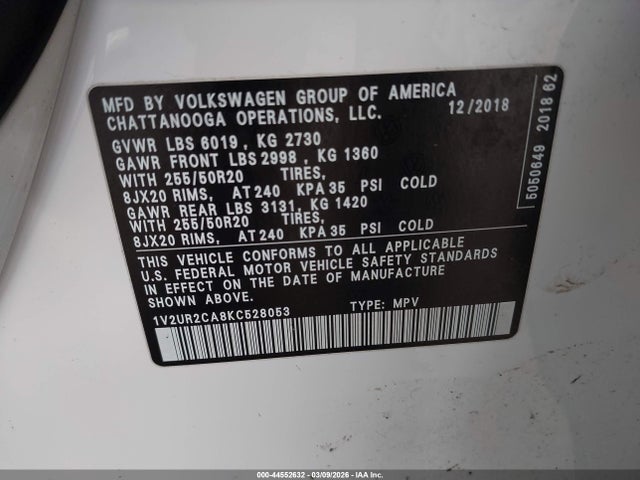 MFD BY VOLKSWAGEN GROUP OF AMERICA
CHATTANOOGA OPERATIONS, LLC. 12/2018
GVWR LBS 6019, KG 2730
GAWR FRONT LBS 2998, KG 1360
WITH 255/50R20 TIRES,
8JX20 RIMS, AT 240 KPA 35 PSI COLD
GAWR REAR LBS 3131, KG 1420
WITH 255/50R20 TIRES,
8JX20 RIMS, AT 240 KPA 35 PSI COLD
THIS VEHICLE CONFORMS TO ALL APPLICABLE
U.S. FEDERAL MOTOR VEHICLE SAFETY STANDARDS
IN EFFECT ON THE DATE OF MANUFACTURE
SHOWN ABOVE.
1V2UR2CA8KC528053 TYPE: MPV
5050649 2018 62
000-44552632 - 03/09/2026 - IAA Inc.